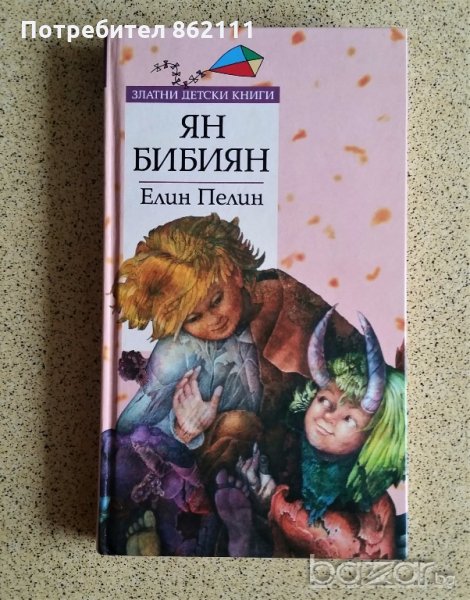 Потребител 862111
ЗЛАТНИ ДЕТСКИ КНИГИ
ЯН
БИБИЯН
Елин Пелин
bazar.bg